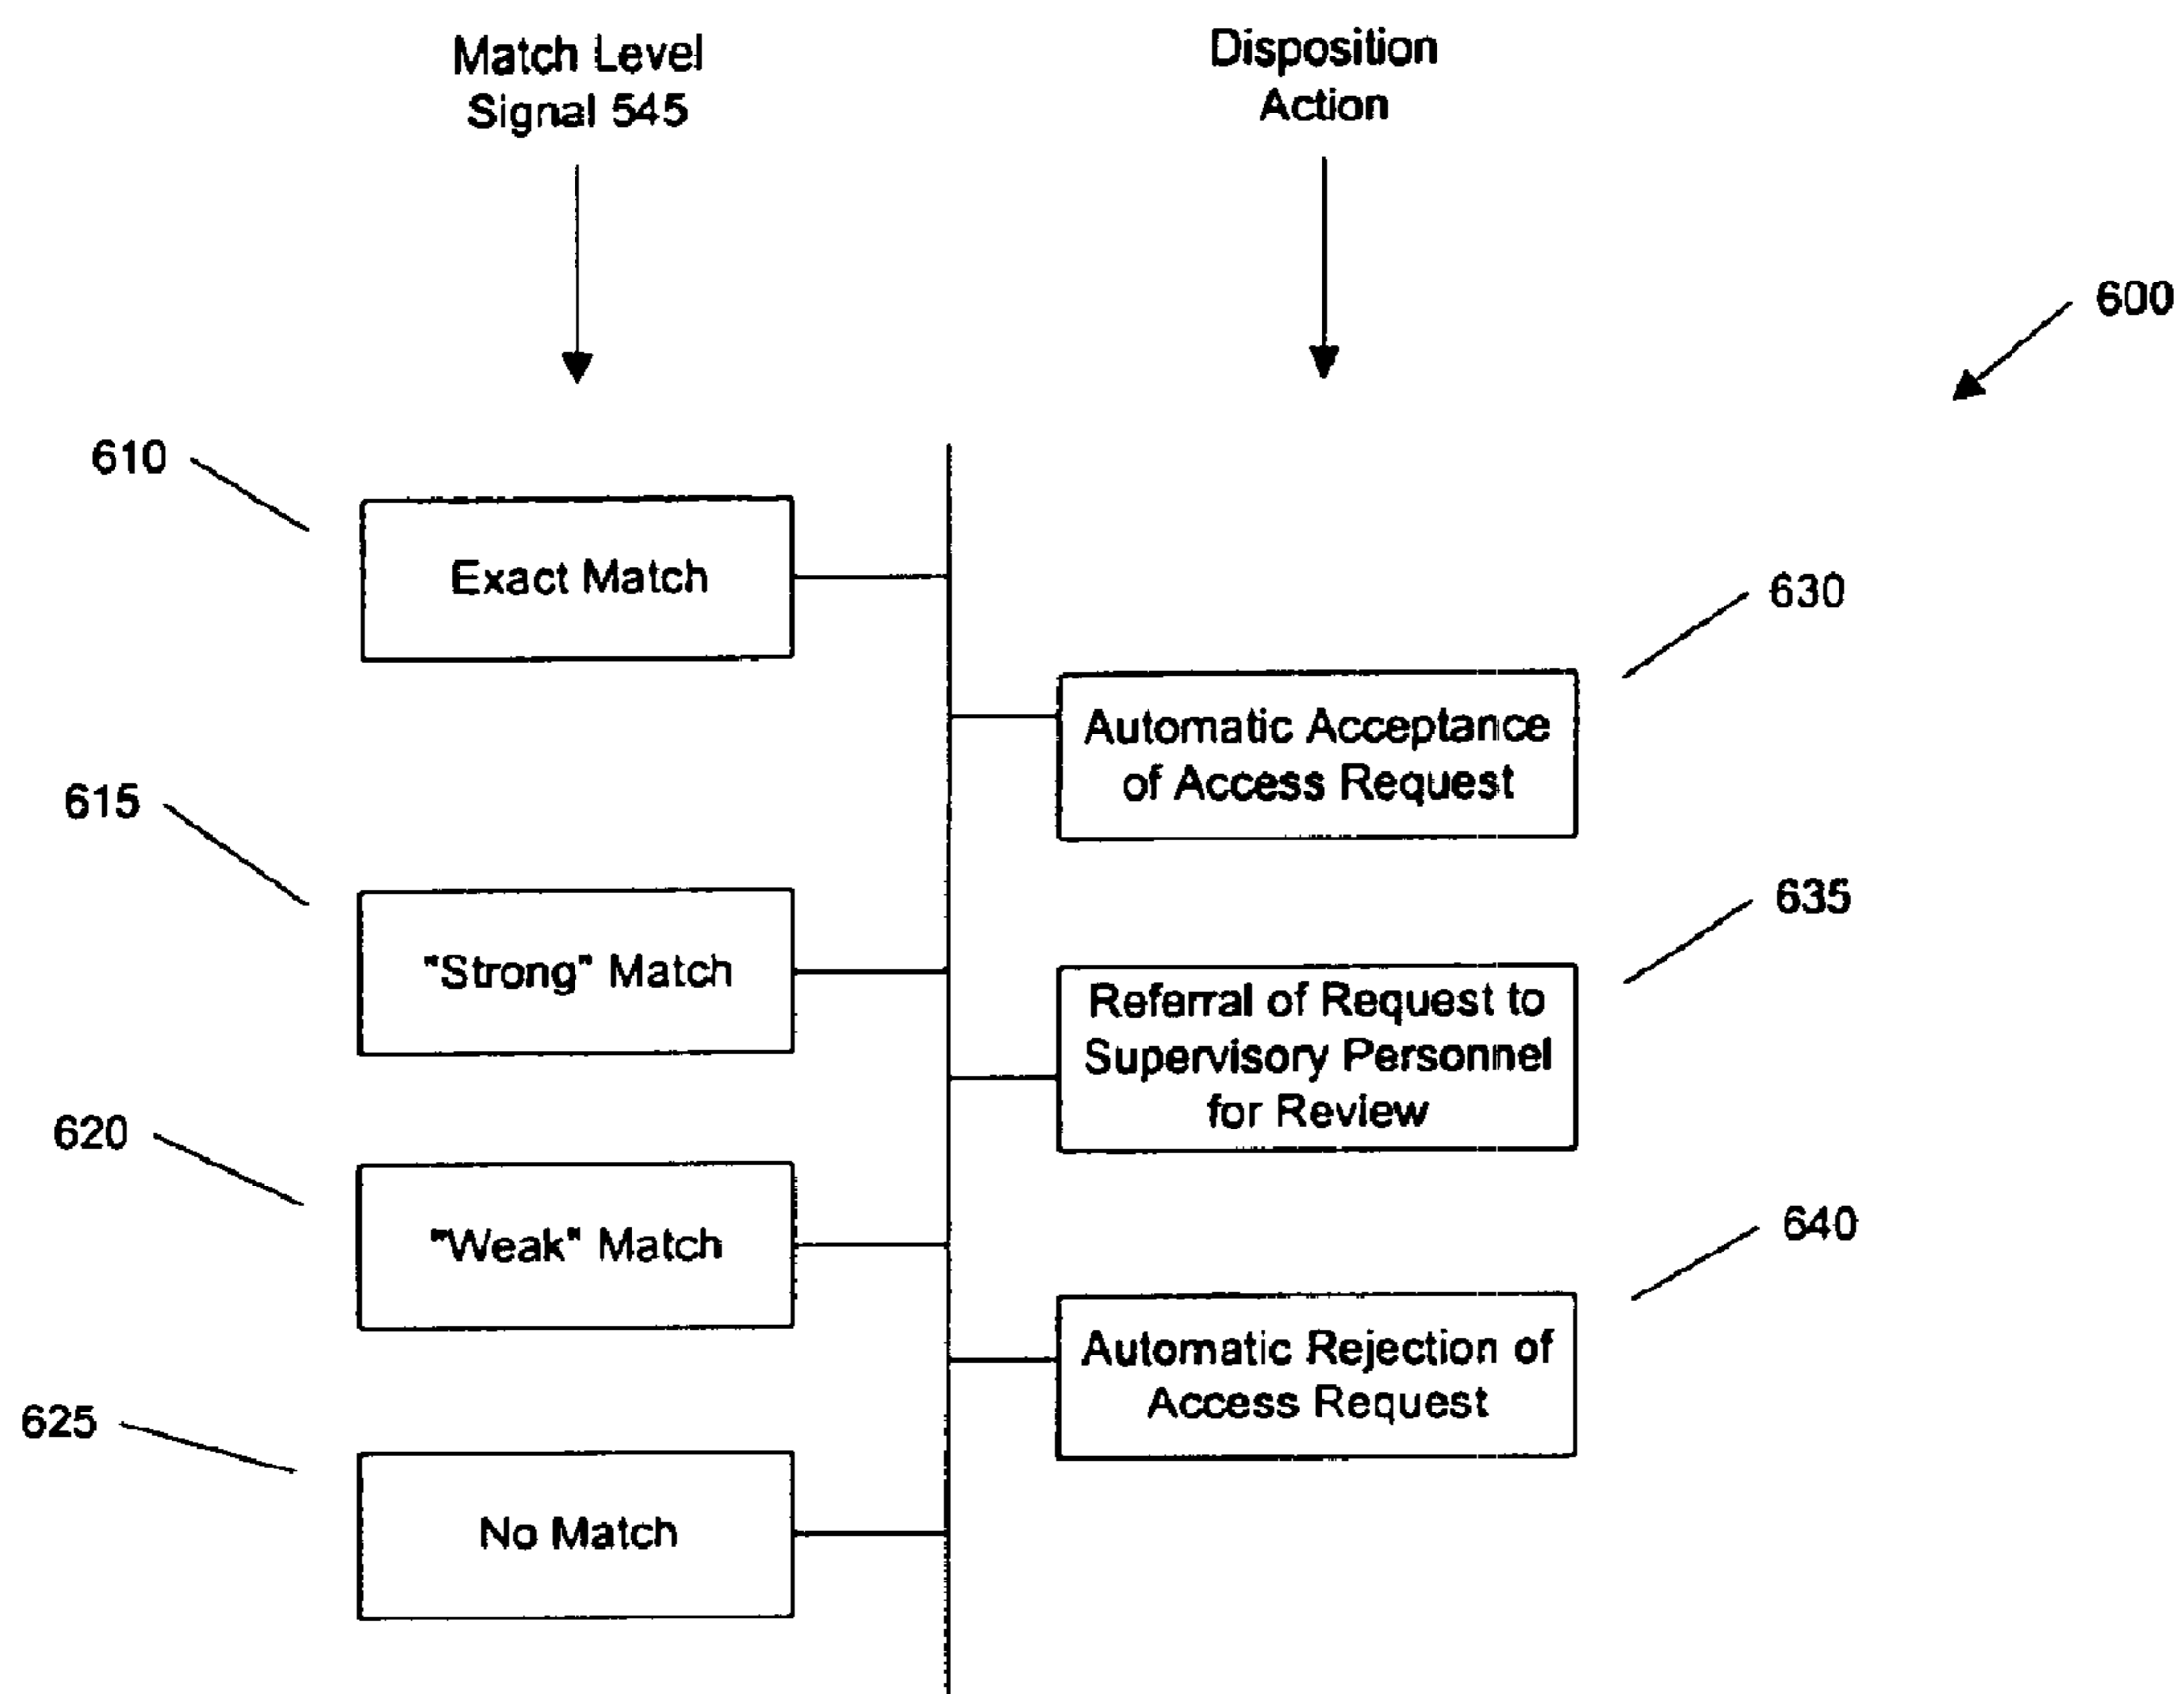 Match Level
Signal 545
Disposition
Action
600
610
Exact Match
630
Automatic Acceptance
of Access Request
615
"Strong" Match
635
Referral of Request to
Supervisory Personnel
for Review
620
"Weak" Match
640
Automatic Rejection of
Access Request
625
No Match